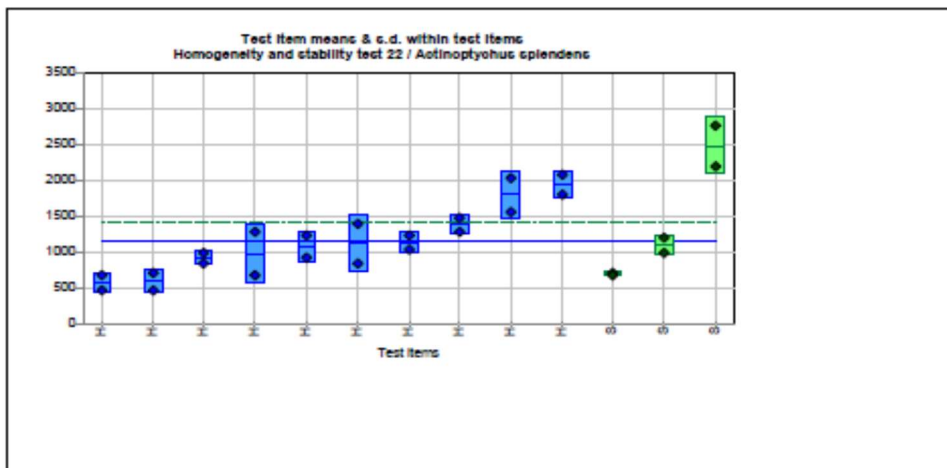 Test Item means & s.d. within test items
Homogeneity and stability test 22 / Actinoptychus splendens
3500
3000
2500
2000
1500
1000
500
0
H H H H H H H H H H S S S
Test Items